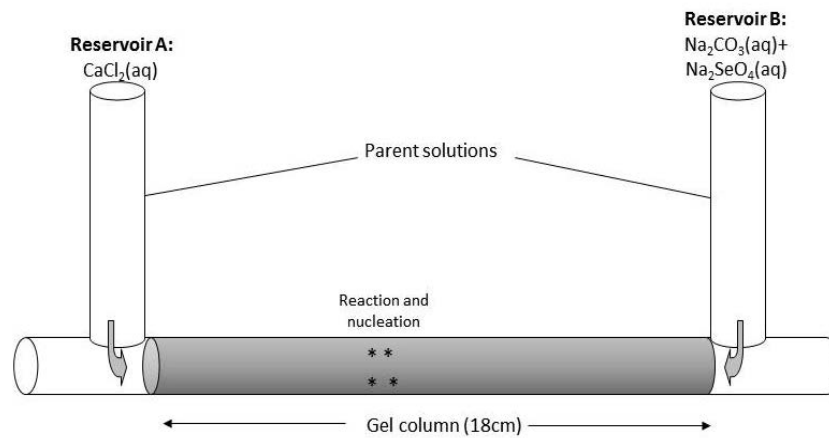 Reservoir A:
CaCl₂(aq)
Reservoir B:
Na₂CO₃(aq)+
Na₂SeO₄(aq)
Parent solutions
Reaction and
nucleation
* *
* *
Gel column (18cm)